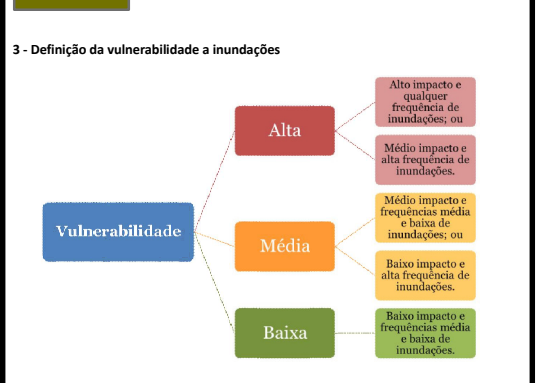 3 - Definição da vulnerabilidade a inundações
Vulnerabilidade
Alta
Alto impacto e
qualquer
frequência de
inundações; ou
Médio impacto e
alta frequência de
inundações.
Média
Médio impacto e
frequências média
e baixa de
inundações; ou
Baixo impacto e
alta frequência de
inundações.
Baixa
Baixo impacto e
frequências média
e baixa de
inundações.